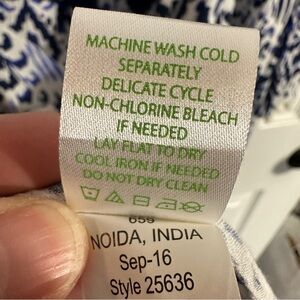 MACHINE WASH COLD
SEPARATELY
DELICATE CYCLE
NON-CHLORINE BLEACH
IF NEEDED
LAY FLAT TO DRY
COOL IRON IF NEEDED
DO NOT DRY CLEAN
659
NOIDA, INDIA
Sep-16
Style 25636